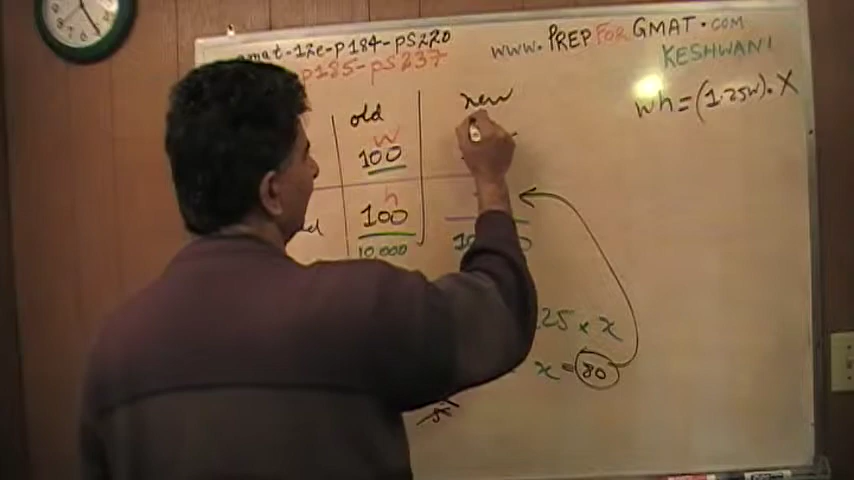 gmat-12e-p184-PS220
www.PREPFORGMAT.COM
p185-ps237
KESHWANI
old
new
wh=(1.25w).X
w
100
h
100
10,000
25 × x
x = 80